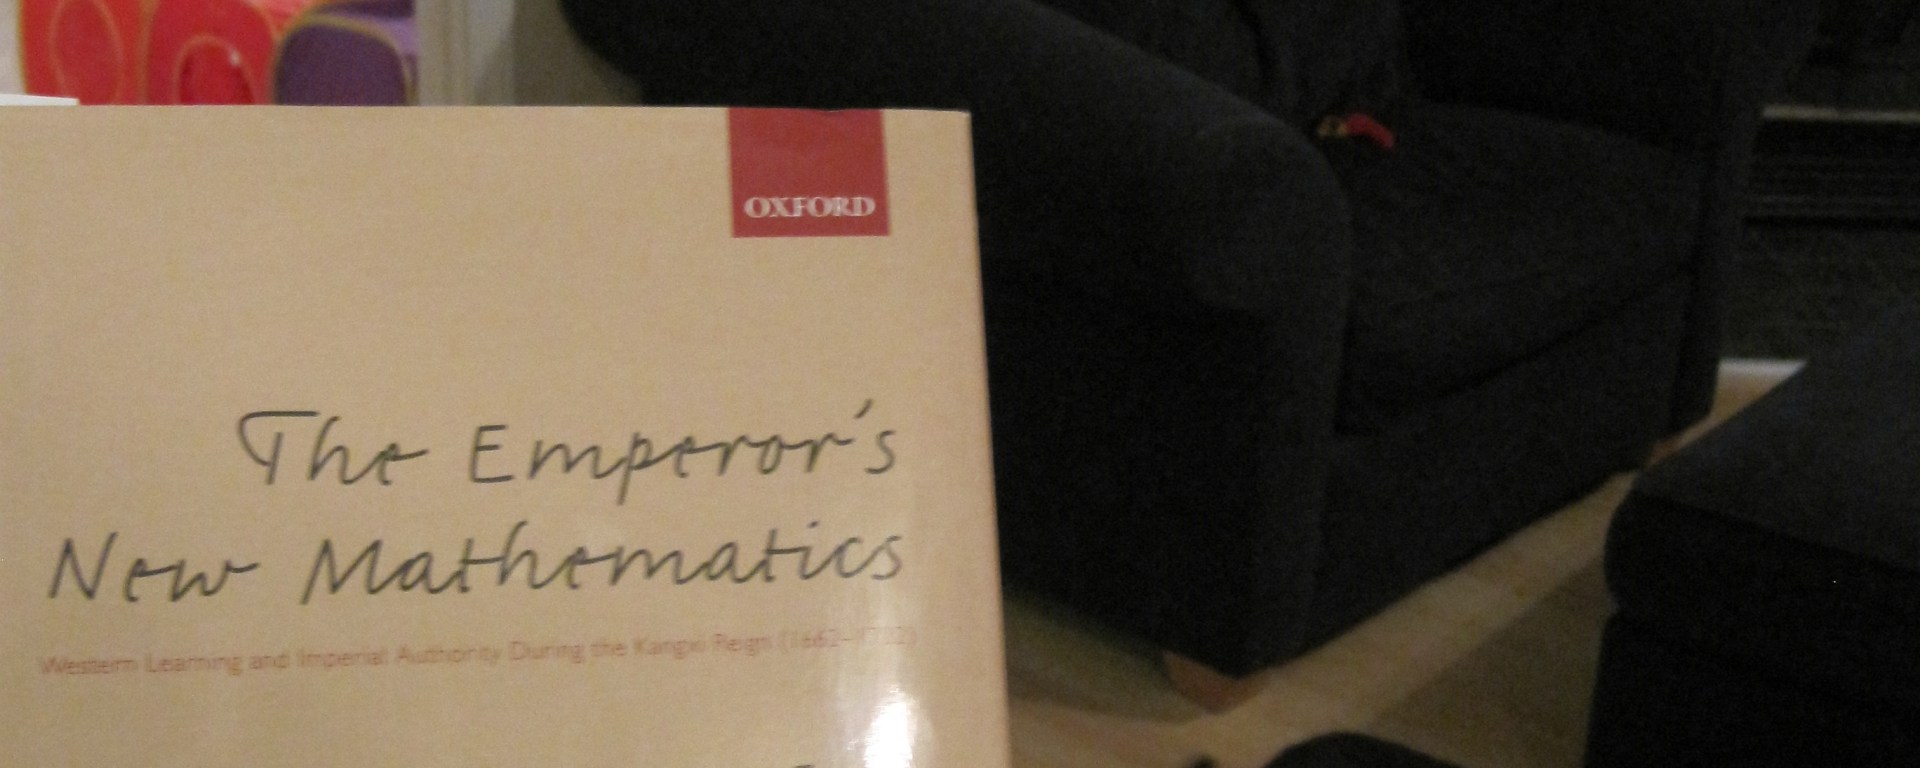 OXFORD
The Emperor's
New Mathematics
Western Learning and Imperial Authority During the Kangxi Reign (1662–1722)